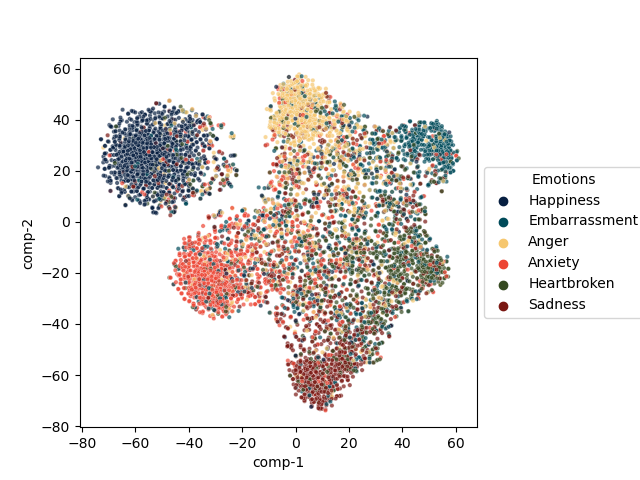 60
40
20
0
−20
−40
−60
−80
comp-2
−80 −60 −40 −20 0 20 40 60
comp-1
Emotions
Happiness
Embarrassment
Anger
Anxiety
Heartbroken
Sadness